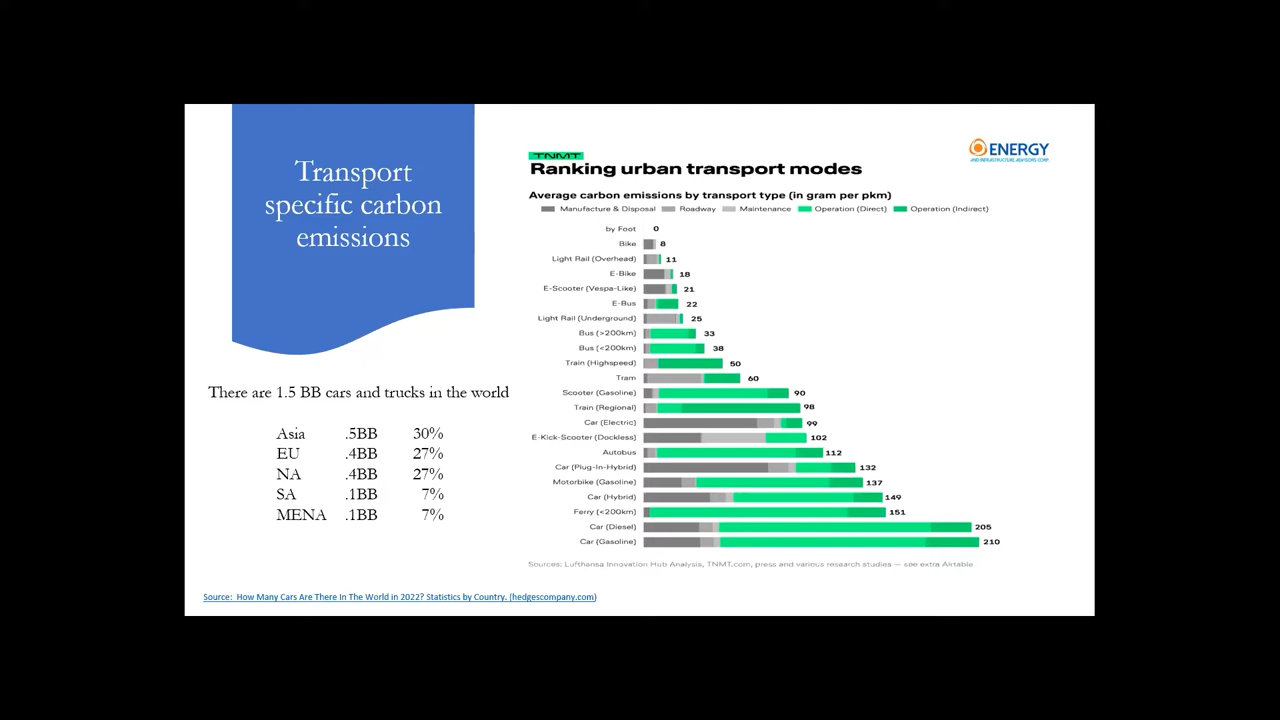 Transport
specific carbon
emissions
There are 1.5 BB cars and trucks in the world
Asia .5BB 30%
EU .4BB 27%
NA .4BB 27%
SA .1BB 7%
MENA .1BB 7%
Source: How Many Cars Are There In The World in 2022? Statistics by Country. (hedgescompany.com)
ENERGY
AND INFRASTRUCTURE ADVISORS CORP.
TNMT
Ranking urban transport modes
Average carbon emissions by transport type (in gram per pkm)
Manufacture & Disposal Roadway Maintenance Operation (Direct) Operation (Indirect)
by Foot 0
Bike 8
Light Rail (Overhead) 11
E-Bike 18
E-Scooter (Vespa-Like) 21
E-Bus 22
Light Rail (Underground) 25
Bus (>200km) 33
Bus (<200km) 38
Train (Highspeed) 50
Tram 60
Scooter (Gasoline) 90
Train (Regional) 98
Car (Electric) 99
E-Kick-Scooter (Dockless) 102
Autobus 112
Car (Plug-In-Hybrid) 132
Motorbike (Gasoline) 137
Car (Hybrid) 149
Ferry (<200km) 151
Car (Diesel) 205
Car (Gasoline) 210
Sources: Lufthansa Innovation Hub Analysis, TNMT.com, press and various research studies — see extra Airtable